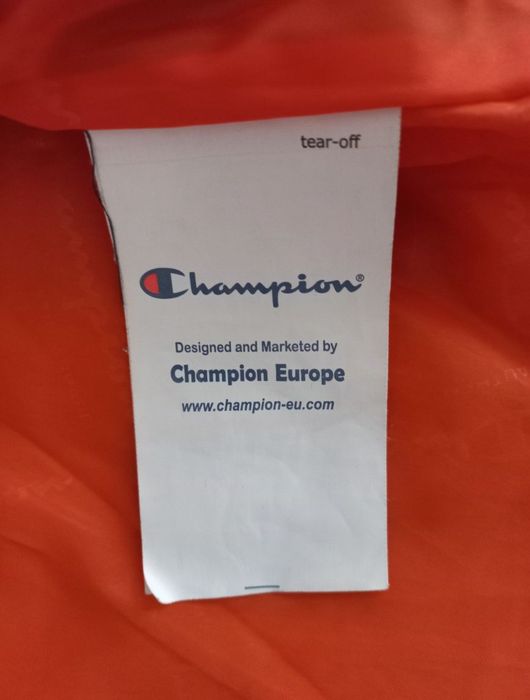 tear-off
Champion®
Designed and Marketed by
Champion Europe
www.champion-eu.com